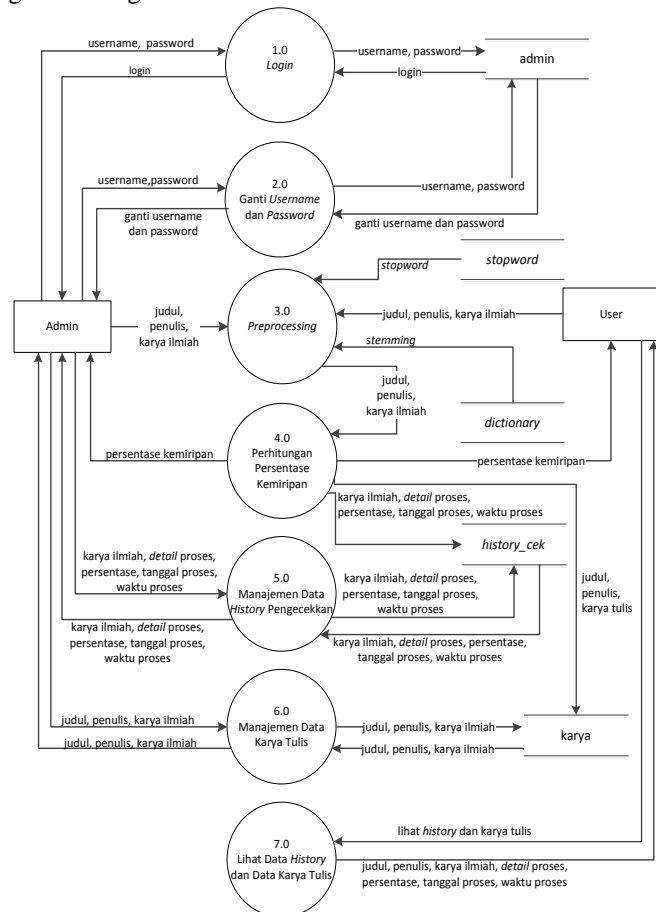 username, password
1.0
Login
username, password
admin
login
login
username,password
2.0
Ganti Username
dan Password
username, password
ganti username
dan password
ganti username dan password
stopword
stopword
Admin
judul,
penulis,
karya ilmiah
3.0
Preprocessing
judul, penulis, karya ilmiah
User
stemming
judul,
penulis,
karya ilmiah
dictionary
4.0
Perhitungan
Persentase
Kemiripan
persentase kemiripan
persentase kemiripan
karya ilmiah, detail proses,
persentase, tanggal proses, waktu proses
history_cek
karya ilmiah, detail proses,
persentase, tanggal proses,
waktu proses
5.0
Manajemen Data
History Pengecekkan
karya ilmiah, detail proses,
persentase, tanggal proses,
waktu proses
judul,
penulis,
karya tulis
karya ilmiah, detail proses,
persentase, tanggal proses,
waktu proses
karya ilmiah, detail proses, persentase,
tanggal proses, waktu proses
judul, penulis, karya ilmiah
judul, penulis, karya ilmiah
6.0
Manajemen Data
Karya Tulis
judul, penulis, karya ilmiah
judul, penulis, karya ilmiah
karya
7.0
Lihat Data History
dan Data Karya Tulis
lihat history dan karya tulis
judul, penulis, karya ilmiah, detail proses,
persentase, tanggal proses, waktu proses